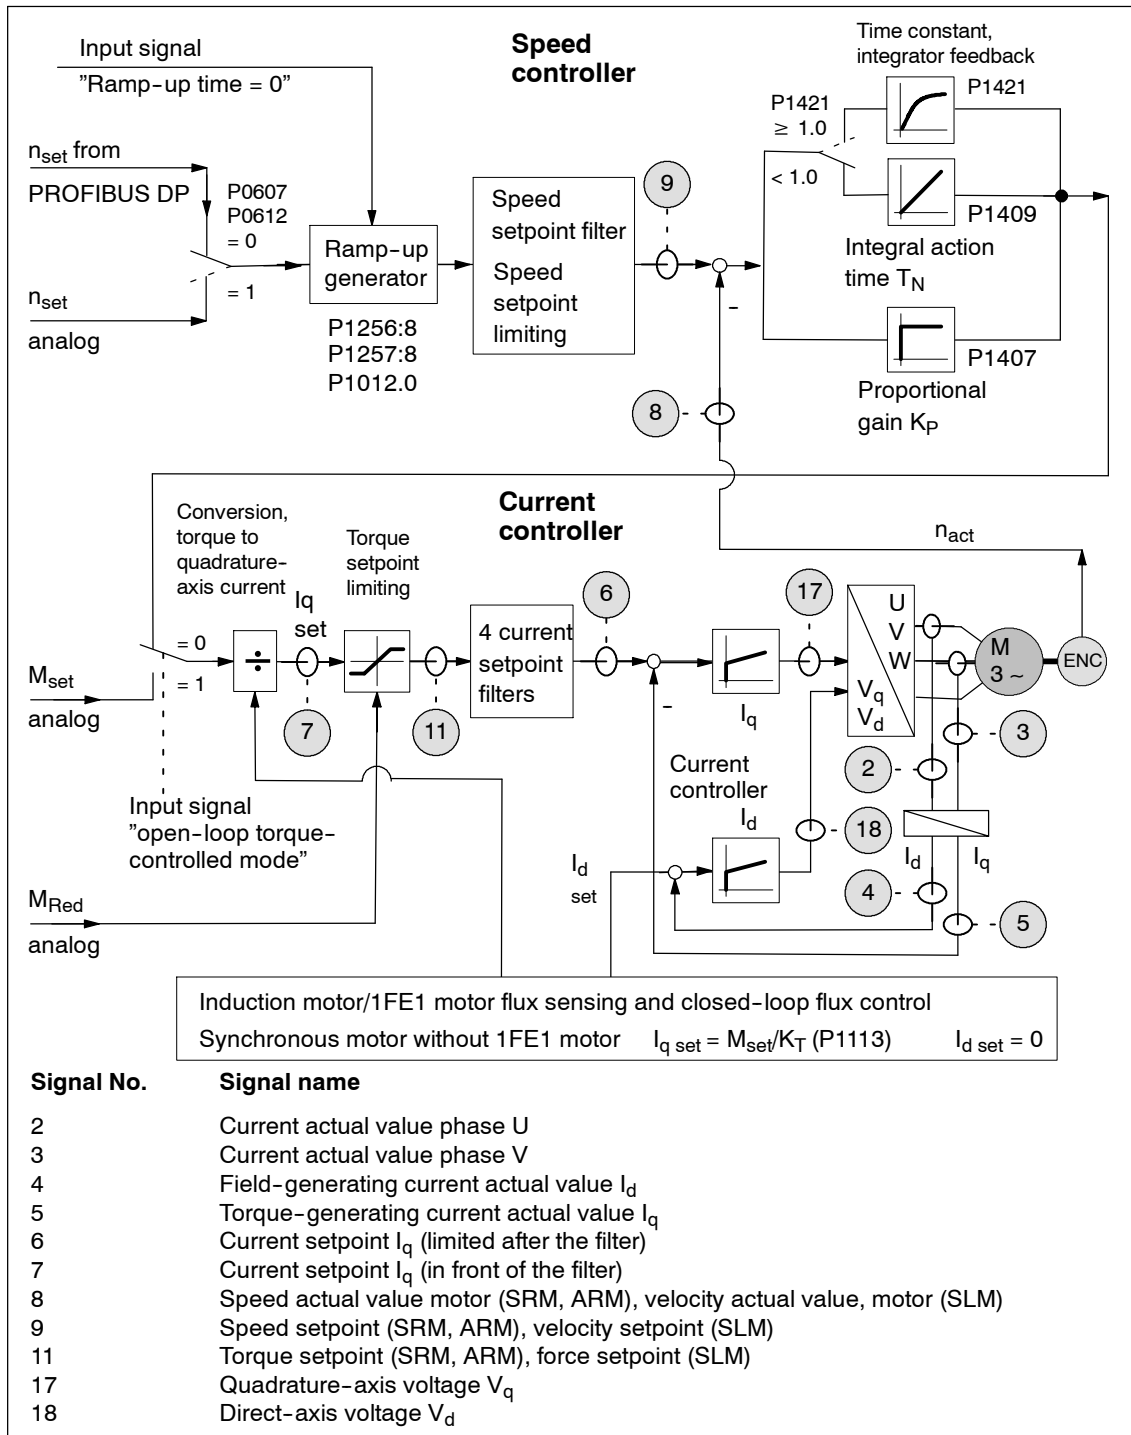 Input signal
"Ramp-up time = 0"
Speed
controller
Time constant,
integrator feedback
P1421
P1421
≥ 1.0
< 1.0
n_set from
PROFIBUS DP
P0607
P0612
= 0
= 1
n_set
analog
Ramp-up
generator
P1256:8
P1257:8
P1012.0
Speed
setpoint filter
Speed
setpoint
limiting
9
-
8
P1409
Integral action
time T_N
P1407
Proportional
gain K_P
Current
controller
n_act
Conversion,
torque to
quadrature-
axis current
Torque
setpoint
limiting
Iq
set
= 0
= 1
÷
M_set
analog
7
11
4 current
setpoint
filters
6
-
I_q
17
U
V
W
V_q
V_d
M
3 ~
ENC
3
2
Current
controller
I_d
18
I_d
I_q
4
5
I_d
set
Input signal
"open-loop torque-
controlled mode"
M_Red
analog
Induction motor/1FE1 motor flux sensing and closed-loop flux control
Synchronous motor without 1FE1 motor I_q set = M_set/K_T (P1113) I_d set = 0
Signal No. Signal name
2 Current actual value phase U
3 Current actual value phase V
4 Field-generating current actual value I_d
5 Torque-generating current actual value I_q
6 Current setpoint I_q (limited after the filter)
7 Current setpoint I_q (in front of the filter)
8 Speed actual value motor (SRM, ARM), velocity actual value, motor (SLM)
9 Speed setpoint (SRM, ARM), velocity setpoint (SLM)
11 Torque setpoint (SRM, ARM), force setpoint (SLM)
17 Quadrature-axis voltage V_q
18 Direct-axis voltage V_d